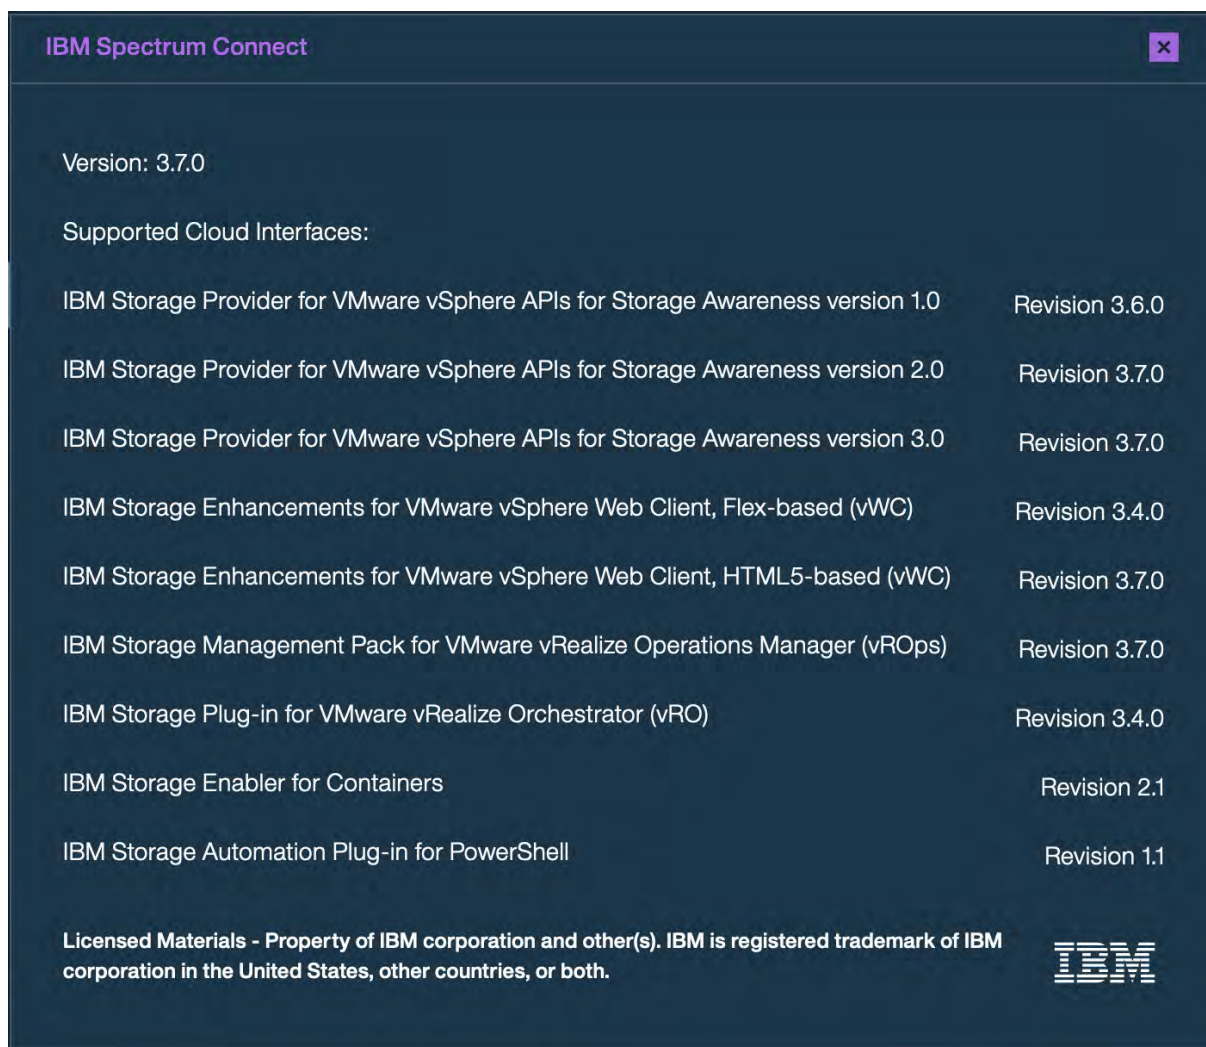 IBM Spectrum Connect
Version: 3.7.0
Supported Cloud Interfaces:
IBM Storage Provider for VMware vSphere APIs for Storage Awareness version 1.0 Revision 3.6.0
IBM Storage Provider for VMware vSphere APIs for Storage Awareness version 2.0 Revision 3.7.0
IBM Storage Provider for VMware vSphere APIs for Storage Awareness version 3.0 Revision 3.7.0
IBM Storage Enhancements for VMware vSphere Web Client, Flex-based (vWC) Revision 3.4.0
IBM Storage Enhancements for VMware vSphere Web Client, HTML5-based (vWC) Revision 3.7.0
IBM Storage Management Pack for VMware vRealize Operations Manager (vROps) Revision 3.7.0
IBM Storage Plug-in for VMware vRealize Orchestrator (vRO) Revision 3.4.0
IBM Storage Enabler for Containers Revision 2.1
IBM Storage Automation Plug-in for PowerShell Revision 1.1
Licensed Materials - Property of IBM corporation and other(s). IBM is registered trademark of IBM
corporation in the United States, other countries, or both.
IBM